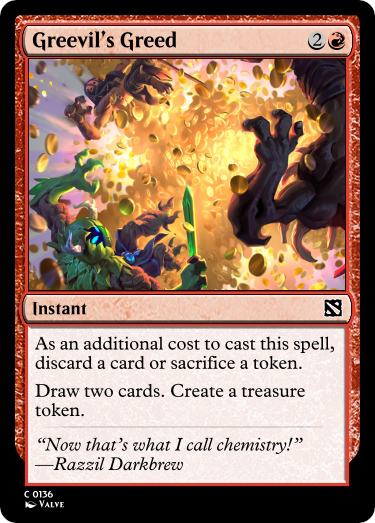 Greevil's Greed 2
Instant
As an additional cost to cast this spell,
discard a card or sacrifice a token.
Draw two cards. Create a treasure
token.
“Now that's what I call chemistry!”
—Razzil Darkbrew
C 0136
Valve